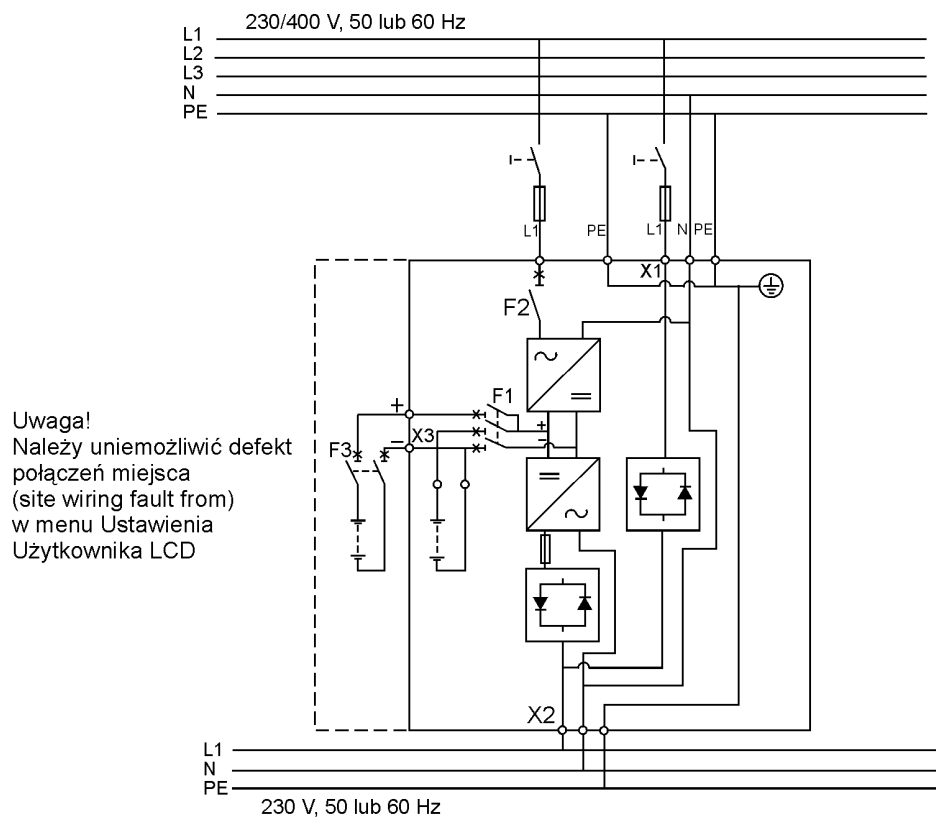 230/400 V, 50 lub 60 Hz
L1
L2
L3
N
PE
L1
PE
L1
N
PE
X1
F2
F1
+
+
X3
F3
−
−
Uwaga!
Należy uniemożliwić defekt
połączeń miejsca
(site wiring fault from)
w menu Ustawienia
Użytkownika LCD
X2
L1
N
PE
230 V, 50 lub 60 Hz